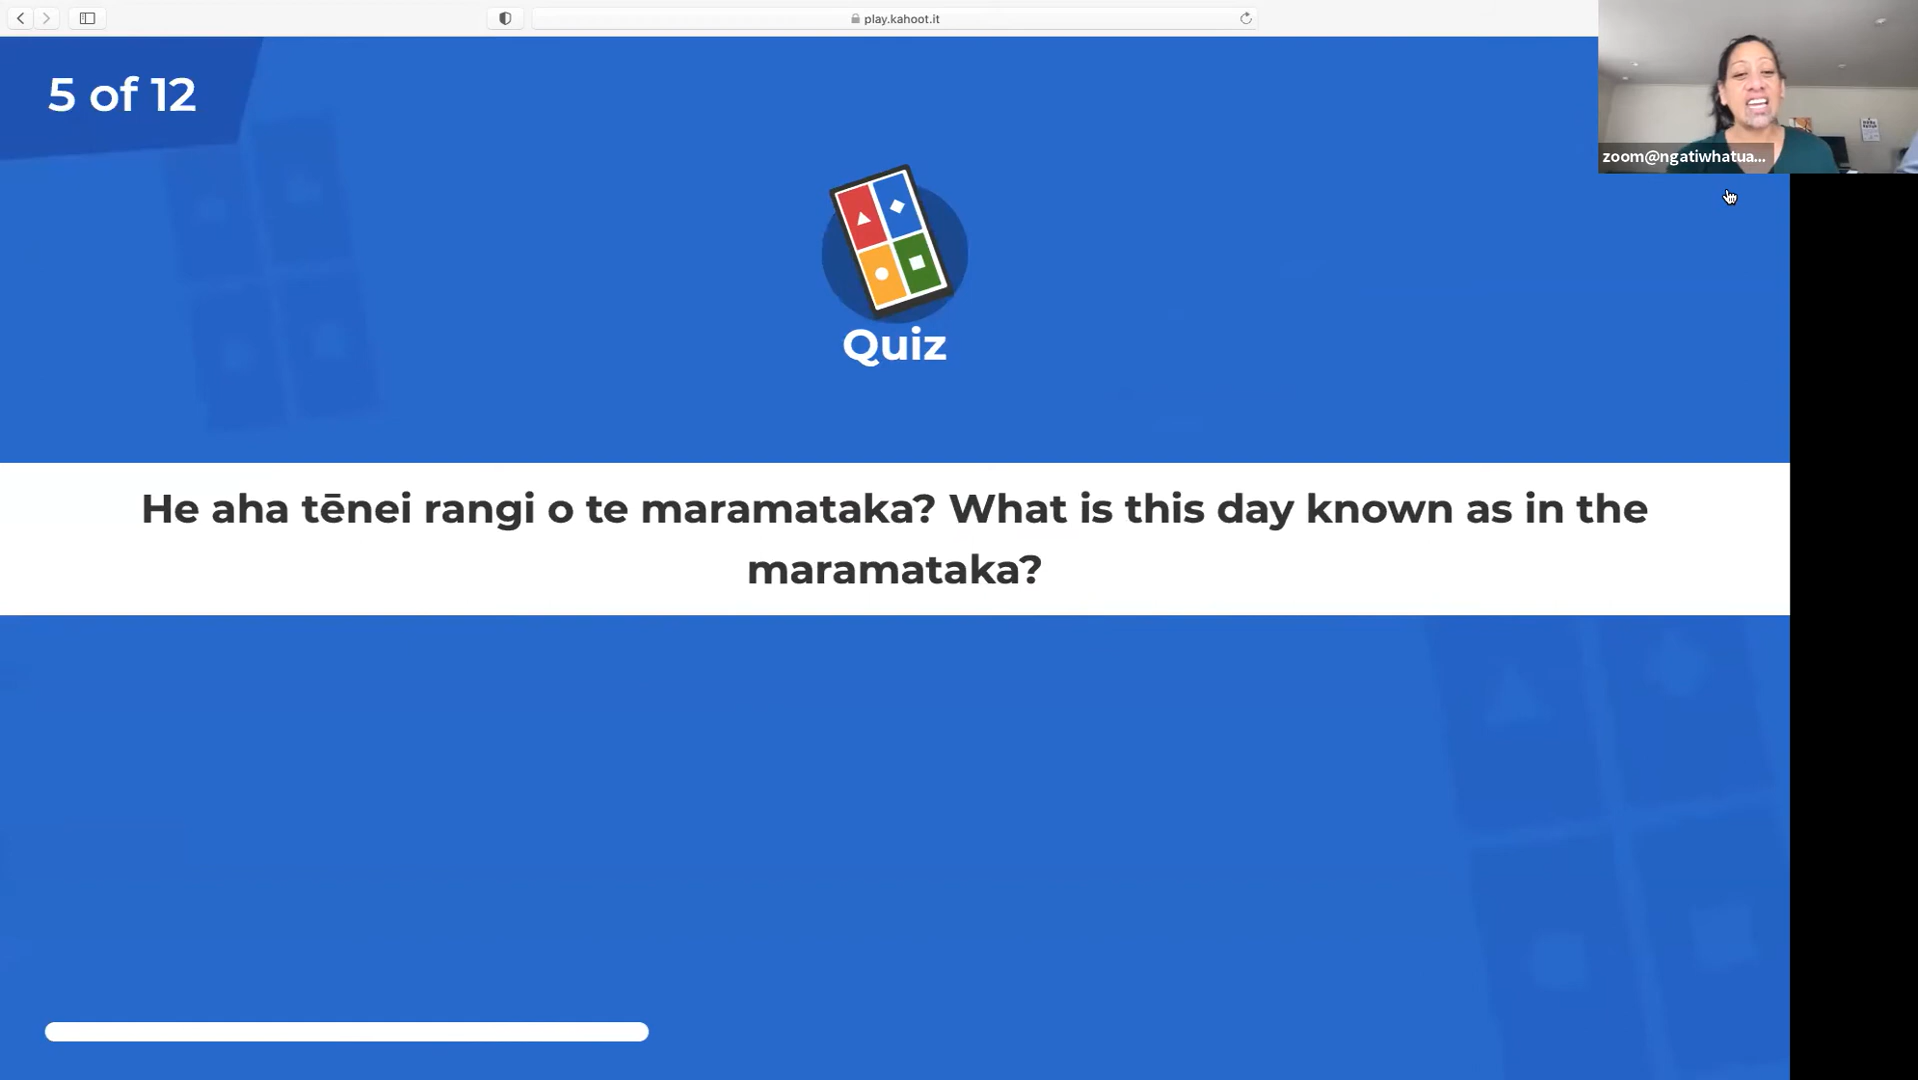 play.kahoot.it
5 of 12
zoom@ngatiwhatua...
Quiz
He aha tēnei rangi o te maramataka? What is this day known as in the
maramataka?